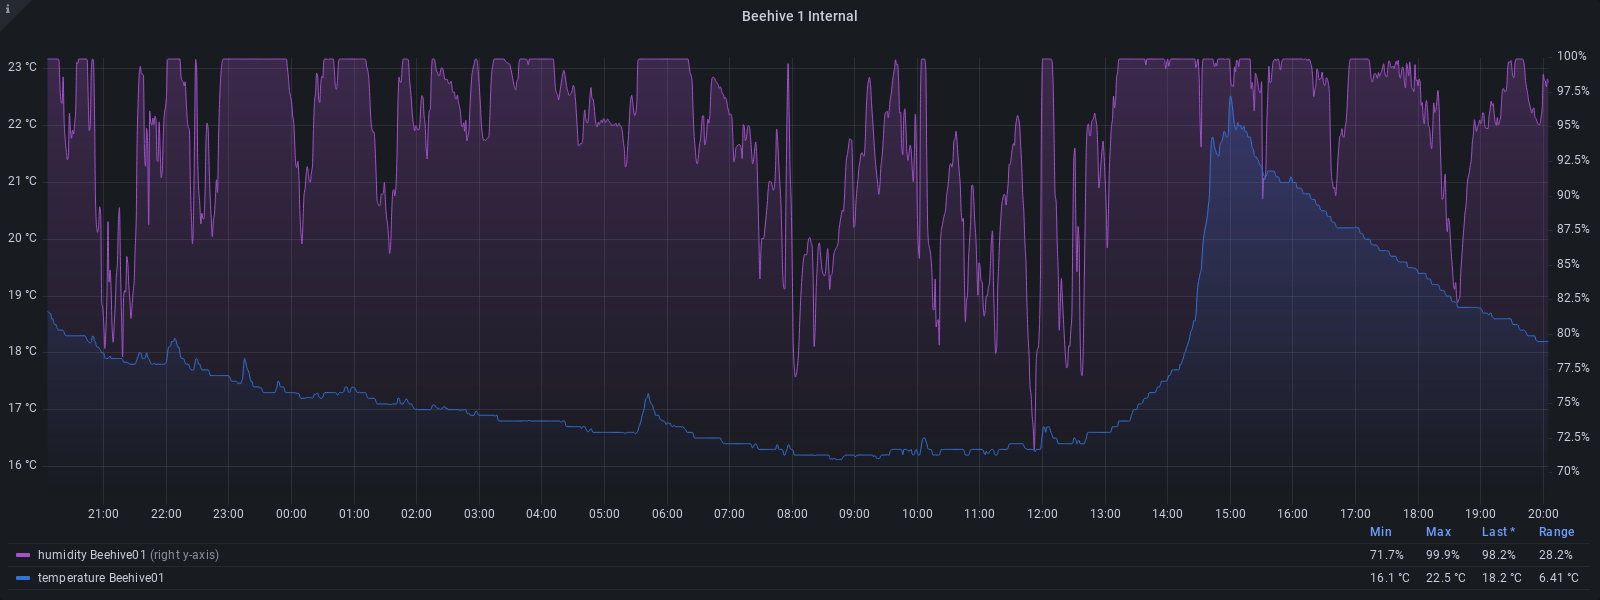 i
Beehive 1 Internal
23 °C
22 °C
21 °C
20 °C
19 °C
18 °C
17 °C
16 °C
100%
97.5%
95%
92.5%
90%
87.5%
85%
82.5%
80%
77.5%
75%
72.5%
70%
21:00 22:00 23:00 00:00 01:00 02:00 03:00 04:00 05:00 06:00 07:00 08:00 09:00 10:00 11:00 12:00 13:00 14:00 15:00 16:00 17:00 18:00 19:00 20:00
Min Max Last * Range
humidity Beehive01 (right y-axis) 71.7% 99.9% 98.2% 28.2%
temperature Beehive01 16.1 °C 22.5 °C 18.2 °C 6.41 °C